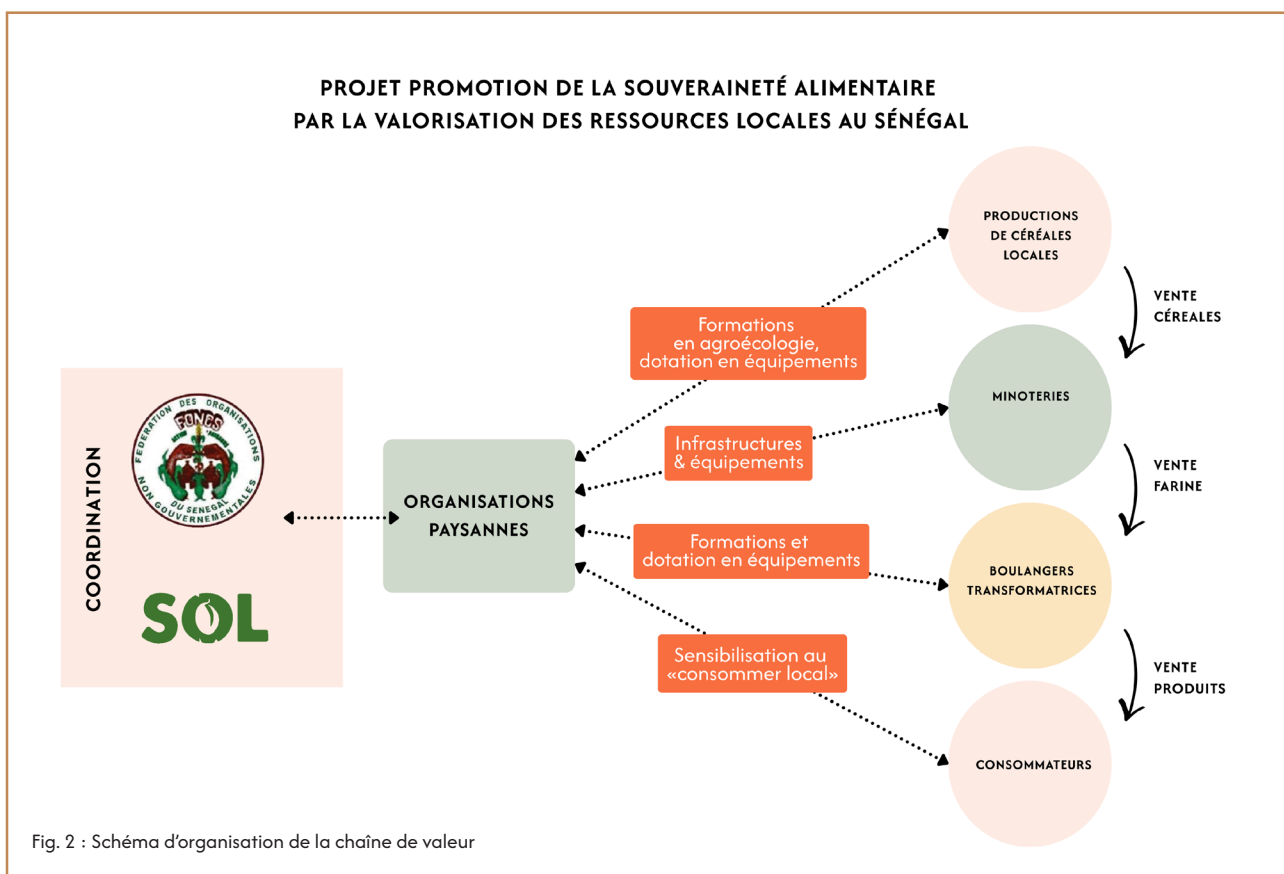 PROJET PROMOTION DE LA SOUVERAINETÉ ALIMENTAIRE
PAR LA VALORISATION DES RESSOURCES LOCALES AU SÉNÉGAL
COORDINATION
FEDERATION DES ORGANISATIONS
NON GOUVERNEMENTALES
DU SENEGAL
FONGS
SOL
ORGANISATIONS
PAYSANNES
Formations
en agroécologie,
dotation en équipements
Infrastructures
& équipements
Formations et
dotation en équipements
Sensibilisation au
«consommer local»
PRODUCTIONS
DE CÉRÉALES
LOCALES
VENTE
CÉREALES
MINOTERIES
VENTE
FARINE
BOULANGERS
TRANSFORMATRICES
VENTE
PRODUITS
CONSOMMATEURS
Fig. 2 : Schéma d'organisation de la chaîne de valeur